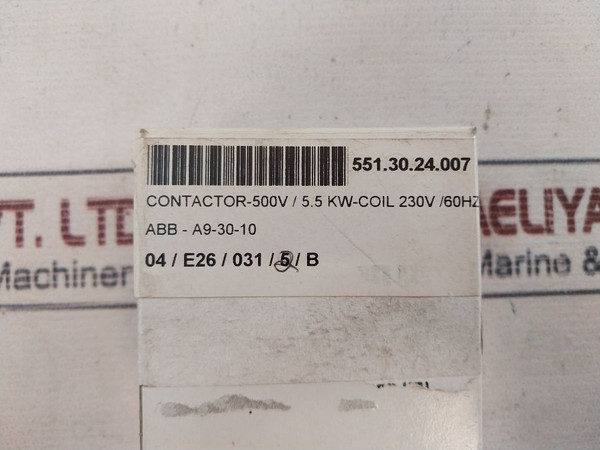 551.30.24.007
CONTACTOR-500V / 5.5 KW-COIL 230V /60HZ
ABB - A9-30-10
04 / E26 / 031 / 5 / B
VT. LTD
AELIYA
Machiner
Marine &